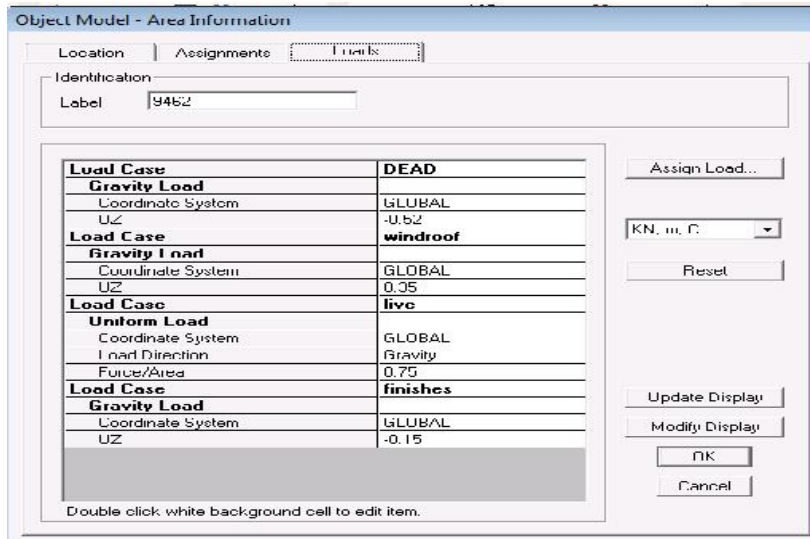 Object Model - Area Information
Location Assignments Loads
Identification
Label 9462
Load Case DEAD
Gravity Load
Coordinate System GLOBAL
UZ -0.52
Load Case windroof
Gravity Load
Coordinate System GLOBAL
UZ 0.35
Load Case live
Uniform Load
Coordinate System GLOBAL
Load Direction Gravity
Force/Area 0.75
Load Case finishes
Gravity Load
Coordinate System GLOBAL
UZ -0.15
Double click white background cell to edit item.
Assign Load...
KN, m, C
Reset
Update Display
Modify Display
OK
Cancel